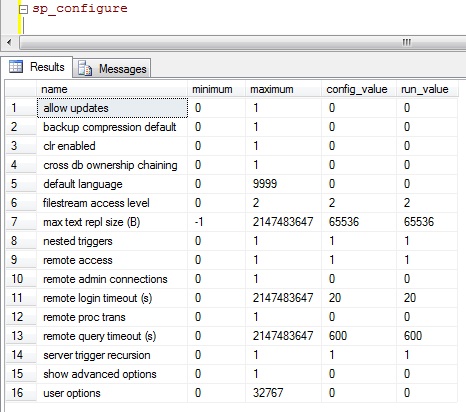 sp_configure
Results Messages
name minimum maximum config_value run_value
1 allow updates 0 1 0 0
2 backup compression default 0 1 0 0
3 clr enabled 0 1 0 0
4 cross db ownership chaining 0 1 0 0
5 default language 0 9999 0 0
6 filestream access level 0 2 2 2
7 max text repl size (B) -1 2147483647 65536 65536
8 nested triggers 0 1 1 1
9 remote access 0 1 1 1
10 remote admin connections 0 1 0 0
11 remote login timeout (s) 0 2147483647 20 20
12 remote proc trans 0 1 0 0
13 remote query timeout (s) 0 2147483647 600 600
14 server trigger recursion 0 1 1 1
15 show advanced options 0 1 0 0
16 user options 0 32767 0 0